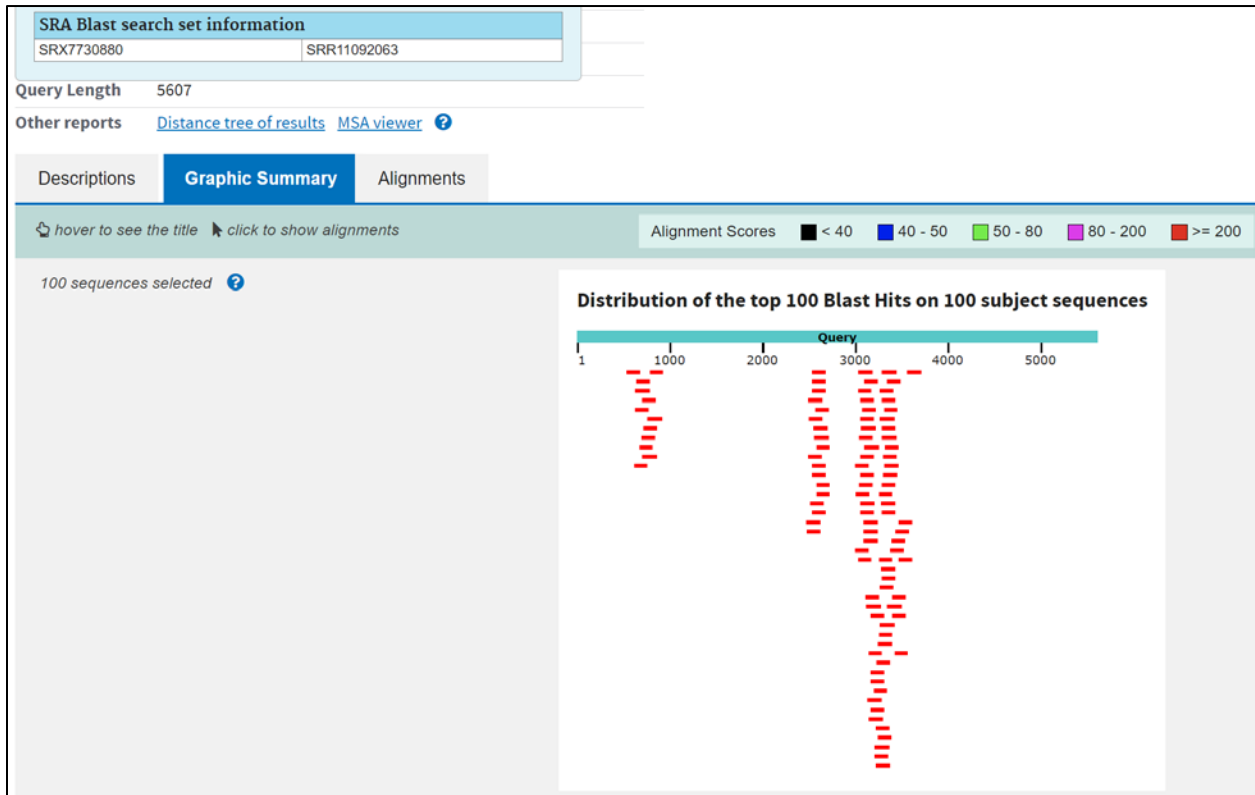 SRA Blast search set information
SRX7730880 SRR11092063
Query Length 5607
Other reports Distance tree of results MSA viewer ?
Descriptions Graphic Summary Alignments
hover to see the title click to show alignments Alignment Scores < 40 40 - 50 50 - 80 80 - 200 >= 200
100 sequences selected ?
Distribution of the top 100 Blast Hits on 100 subject sequences
Query
1 1000 2000 3000 4000 5000